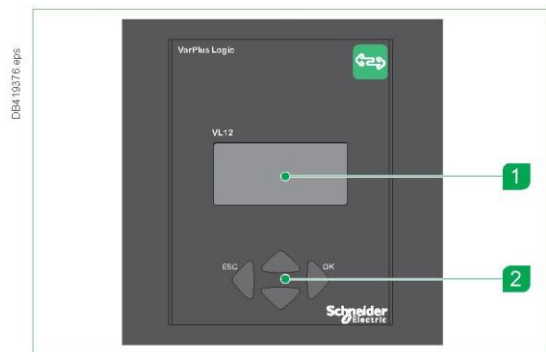 DB419376.eps
VarPlus Logic
VL12
1
ESC
OK
2
Schneider
Electric